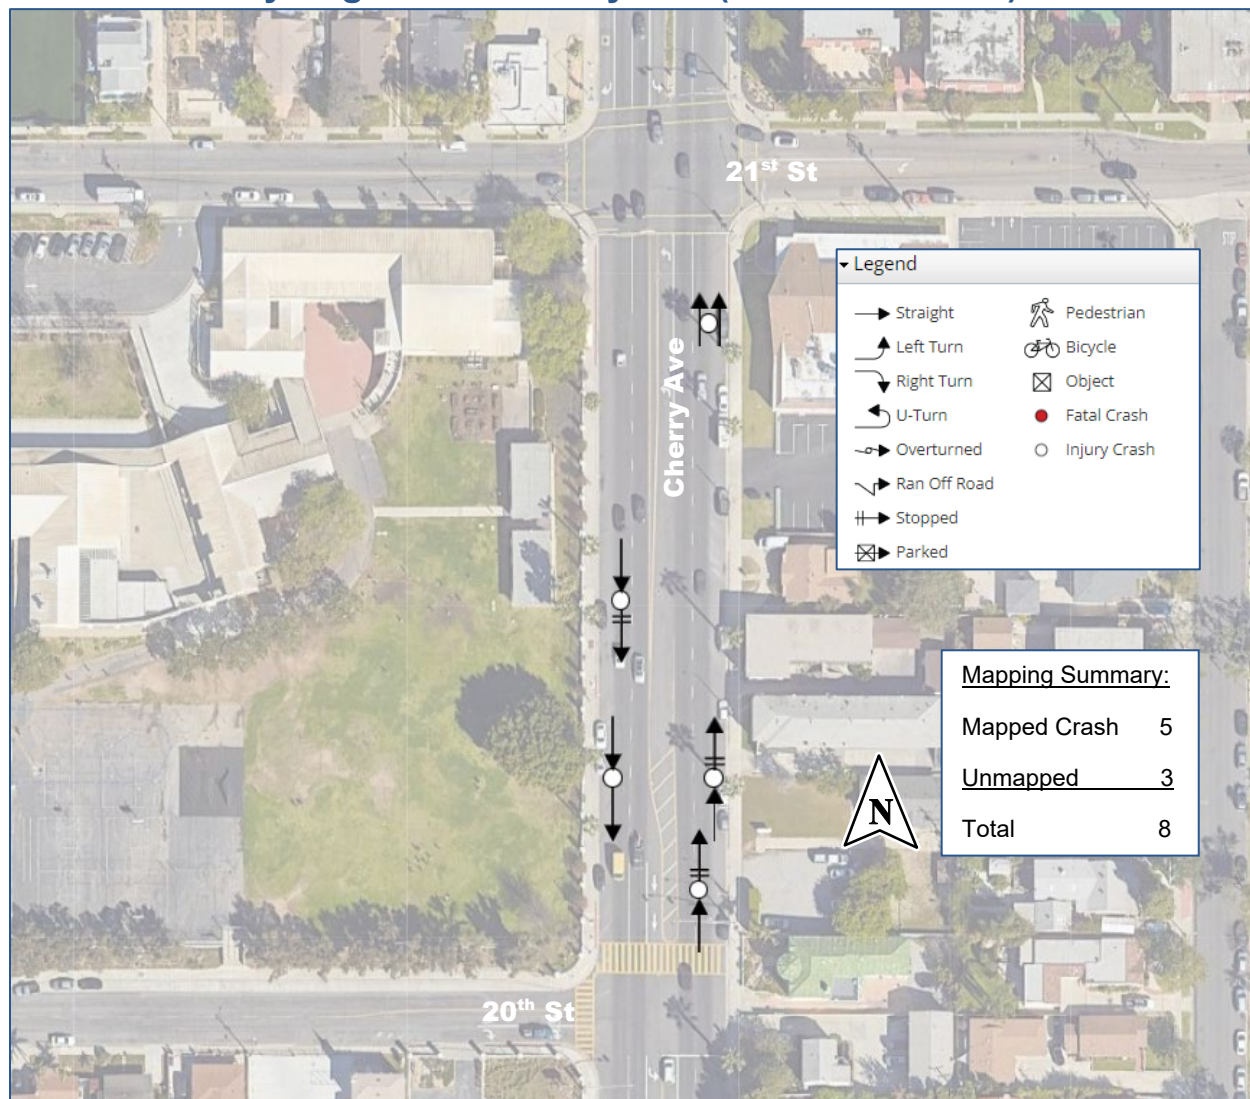 21st St
Cherry Ave
Legend
Straight
Pedestrian
Left Turn
Bicycle
Right Turn
Object
U-Turn
Fatal Crash
Overturned
Injury Crash
Ran Off Road
Stopped
Parked
Mapping Summary:
Mapped Crash 5
Unmapped 3
Total 8
N
20th St